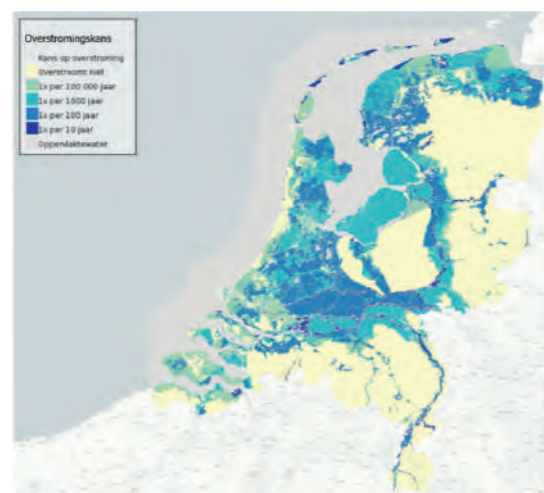 Overstromingskans
Kans op overstroming
Overstroomt niet
1x per 100 000 jaar
1x per 1000 jaar
1x per 100 jaar
1x per 10 jaar
Oppervlaktewater